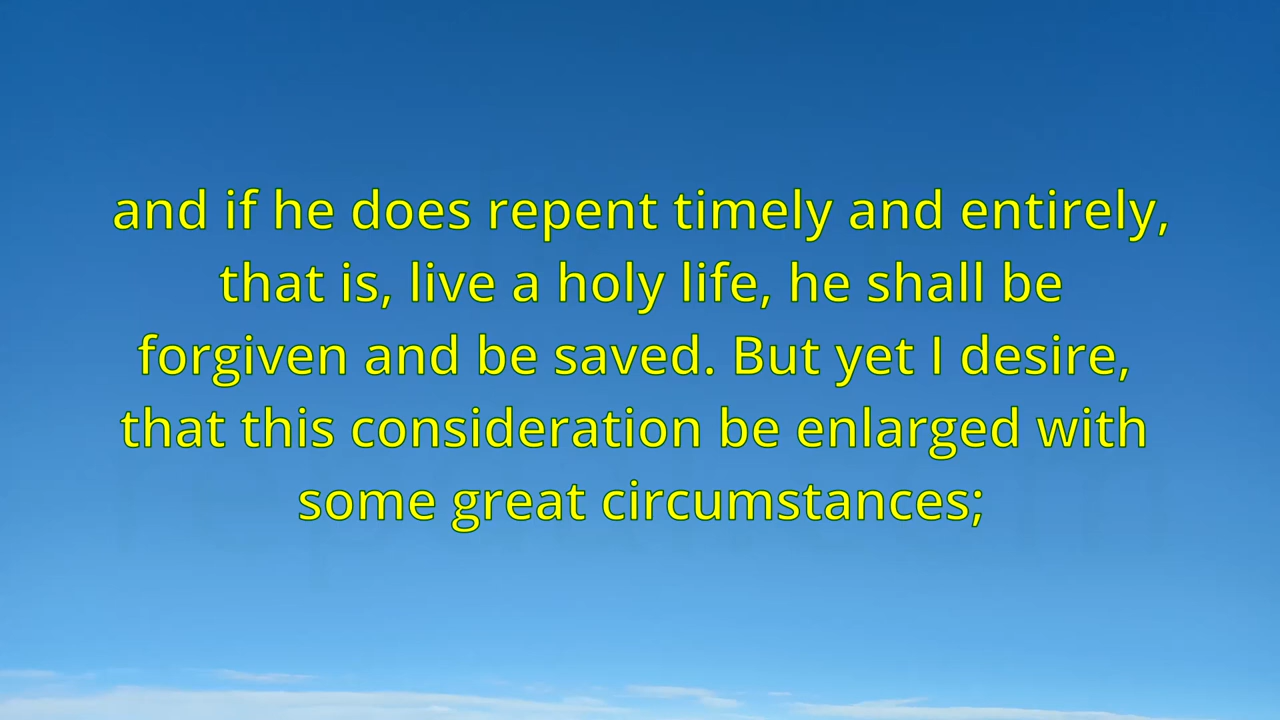 and if he does repent timely and entirely,
that is, live a holy life, he shall be
forgiven and be saved. But yet I desire,
that this consideration be enlarged with
some great circumstances;